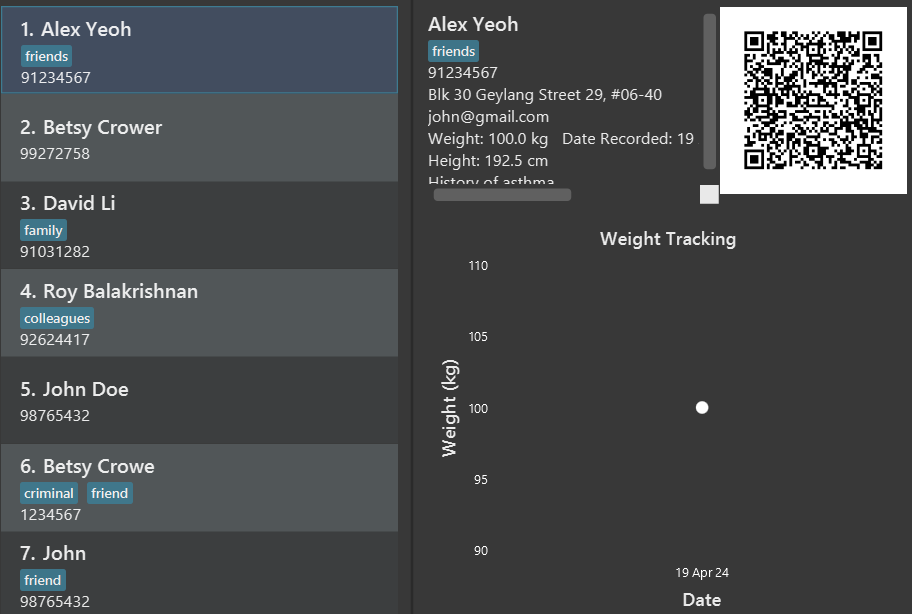 1. Alex Yeoh
friends
91234567
2. Betsy Crower
99272758
3. David Li
family
91031282
4. Roy Balakrishnan
colleagues
92624417
5. John Doe
98765432
6. Betsy Crowe
criminal friend
1234567
7. John
friend
98765432
Alex Yeoh
friends
91234567
Blk 30 Geylang Street 29, #06-40
john@gmail.com
Weight: 100.0 kg Date Recorded: 19
Height: 192.5 cm
History of asthma
Weight Tracking
110
105
100
95
90
Weight (kg)
19 Apr 24
Date